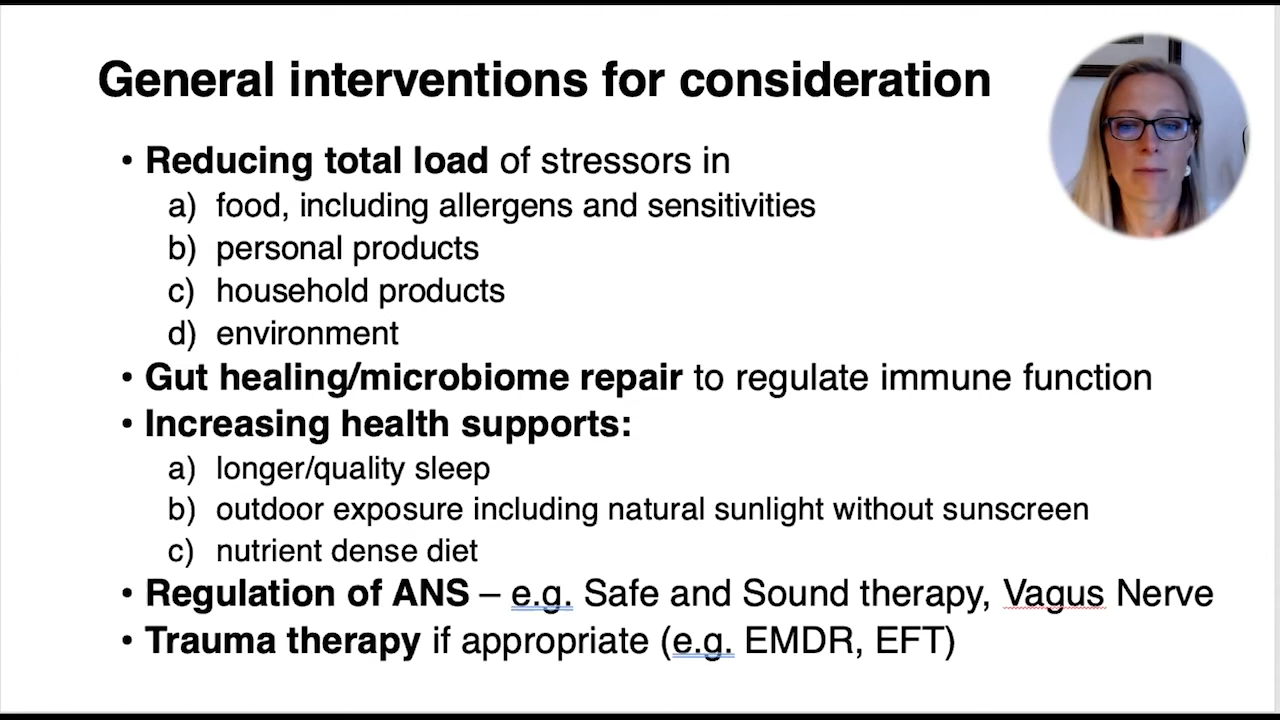 General interventions for consideration
• Reducing total load of stressors in
a) food, including allergens and sensitivities
b) personal products
c) household products
d) environment
• Gut healing/microbiome repair to regulate immune function
• Increasing health supports:
a) longer/quality sleep
b) outdoor exposure including natural sunlight without sunscreen
c) nutrient dense diet
• Regulation of ANS – e.g. Safe and Sound therapy, Vagus Nerve
• Trauma therapy if appropriate (e.g. EMDR, EFT)